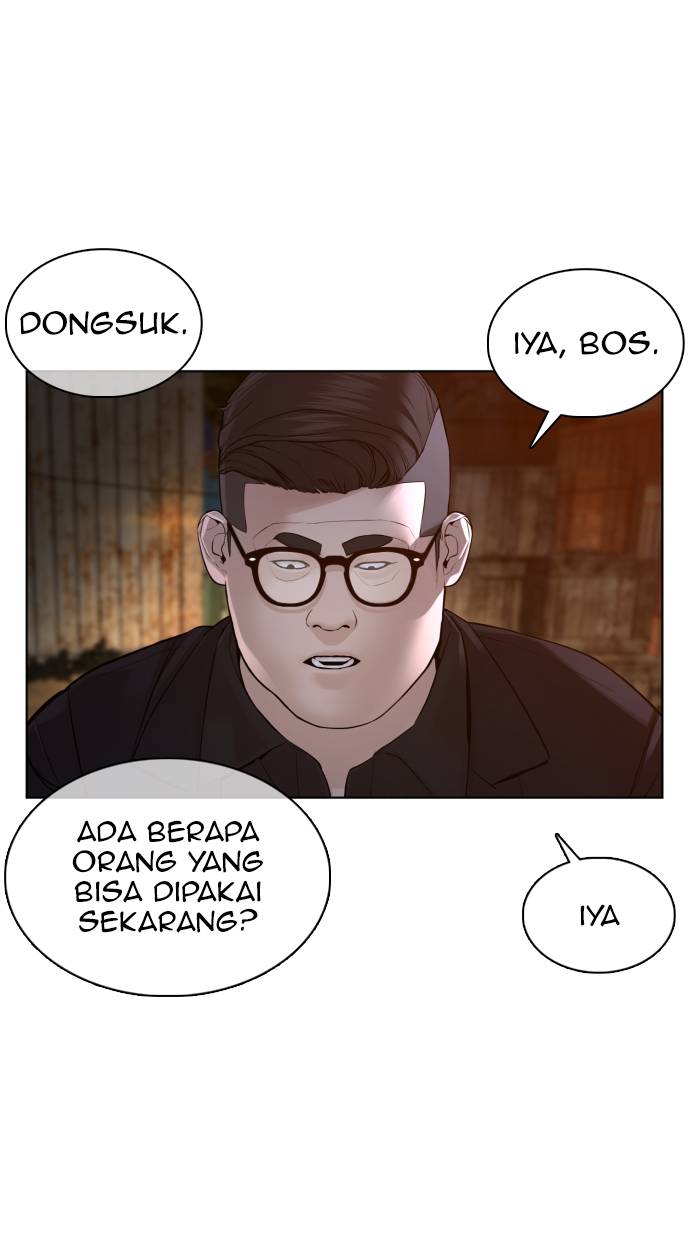 DONGSUK.
IYA, BOS.
ADA BERAPA
ORANG YANG
BISA DIPAKAI
SEKARANG?
IYA